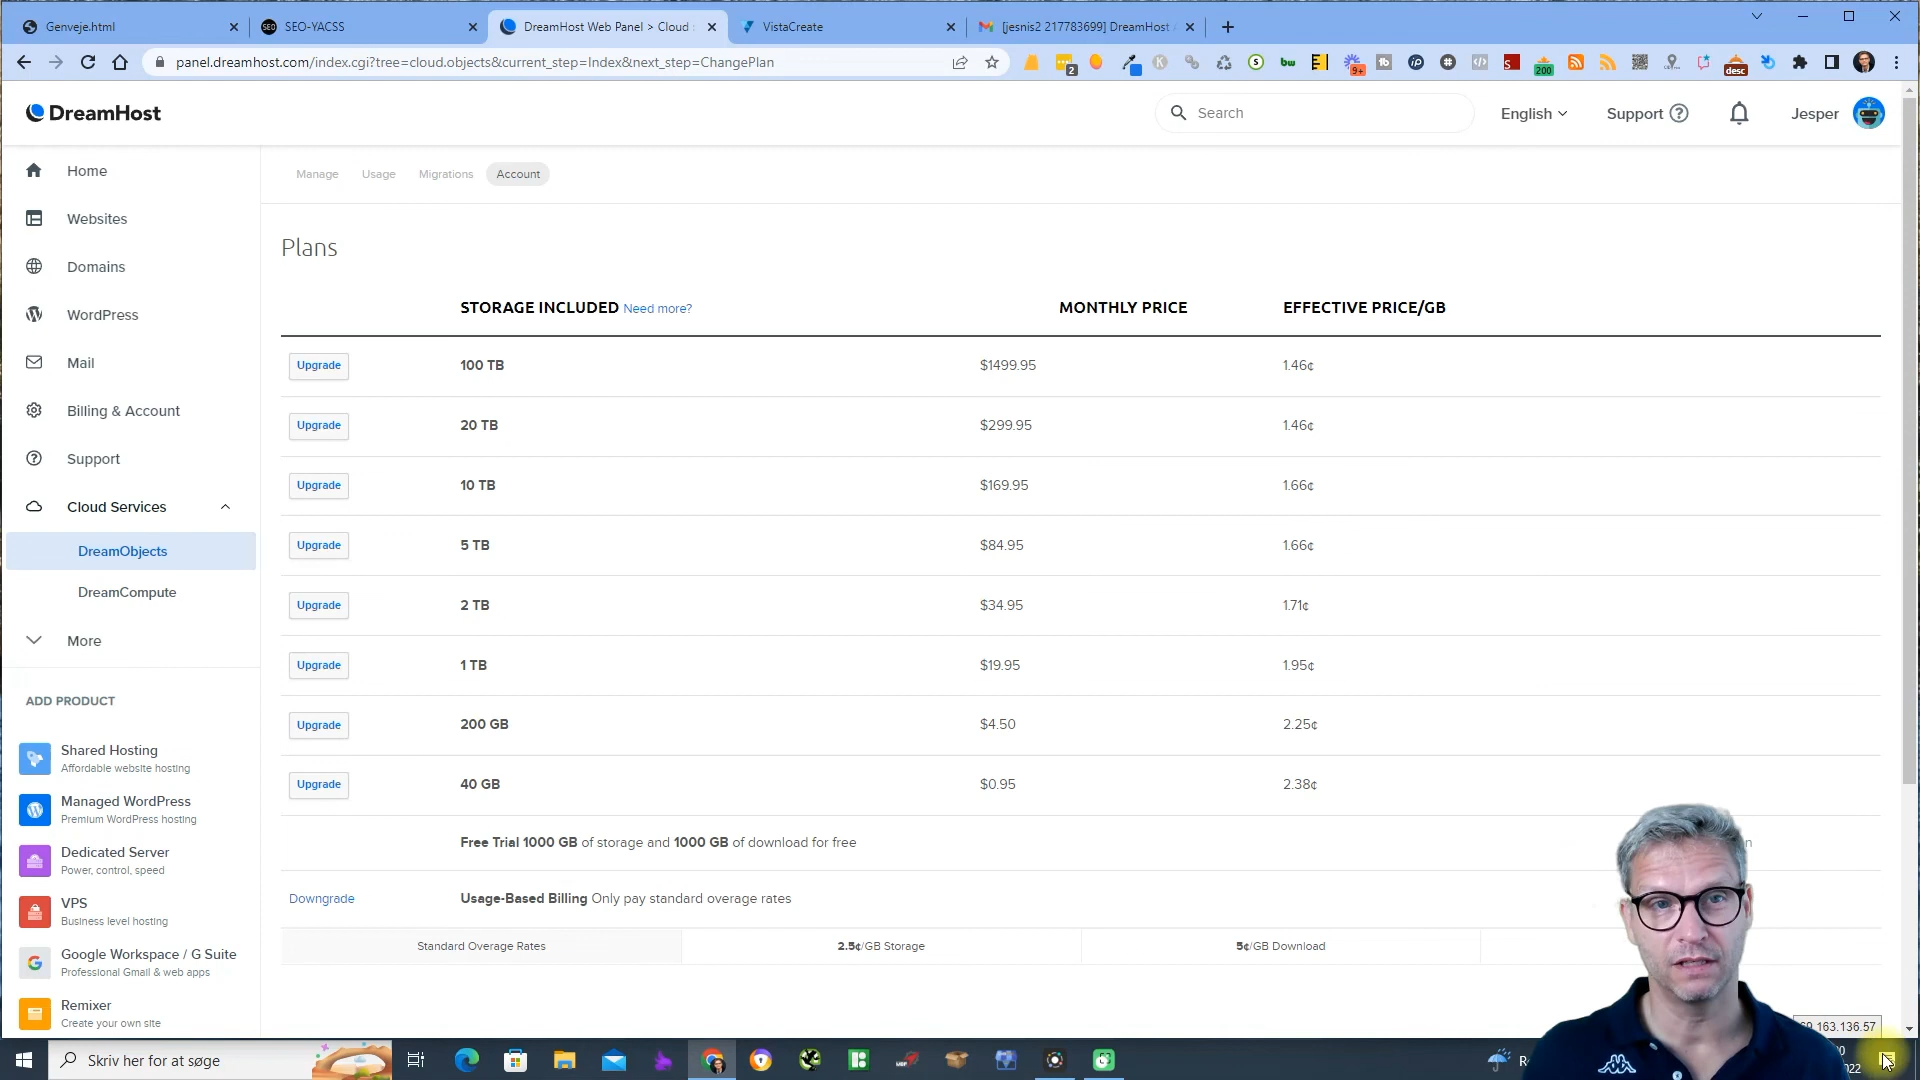 Genveje.html
SEO-YACSS
DreamHost Web Panel > Cloud
VistaCreate
[jesnis2 217783699] DreamHost
panel.dreamhost.com/index.cgi?tree=cloud.objects&current_step=Index&next_step=ChangePlan
DreamHost
Search
English
Support
Jesper
Home
Websites
Domains
WordPress
Mail
Billing & Account
Support
Cloud Services
DreamObjects
DreamCompute
More
ADD PRODUCT
Shared Hosting
Affordable website hosting
Managed WordPress
Premium WordPress hosting
Dedicated Server
Power, control, speed
VPS
Business level hosting
Google Workspace / G Suite
Professional Gmail & web apps
Remixer
Create your own site
Manage Usage Migrations Account
Plans
STORAGE INCLUDED Need more? MONTHLY PRICE EFFECTIVE PRICE/GB
Upgrade 100 TB $1499.95 1.46¢
Upgrade 20 TB $299.95 1.46¢
Upgrade 10 TB $169.95 1.66¢
Upgrade 5 TB $84.95 1.66¢
Upgrade 2 TB $34.95 1.71¢
Upgrade 1 TB $19.95 1.95¢
Upgrade 200 GB $4.50 2.25¢
Upgrade 40 GB $0.95 2.38¢
Free Trial 1000 GB of storage and 1000 GB of download for free
Downgrade Usage-Based Billing Only pay standard overage rates
Standard Overage Rates 2.5¢/GB Storage 5¢/GB Download
163.136.57
Skriv her for at søge